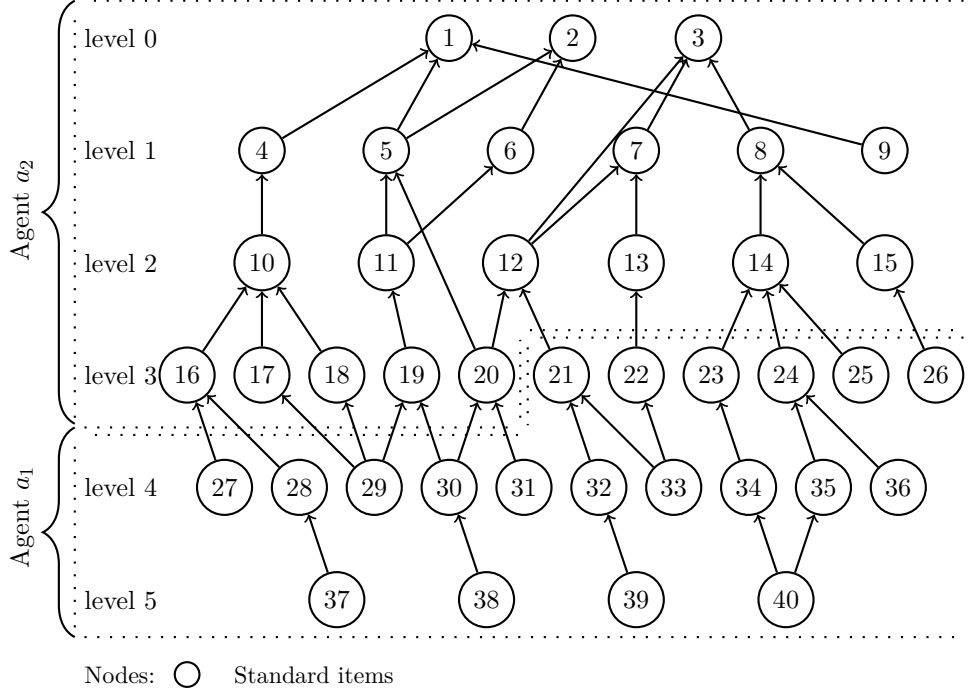 level 0 1 2 3
level 1 4 5 6 7 8 9
Agent a₂
level 2 10 11 12 13 14 15
level 3 16 17 18 19 20 21 22 23 24 25 26
level 4 27 28 29 30 31 32 33 34 35 36
Agent a₁
level 5 37 38 39 40
Nodes: Standard items